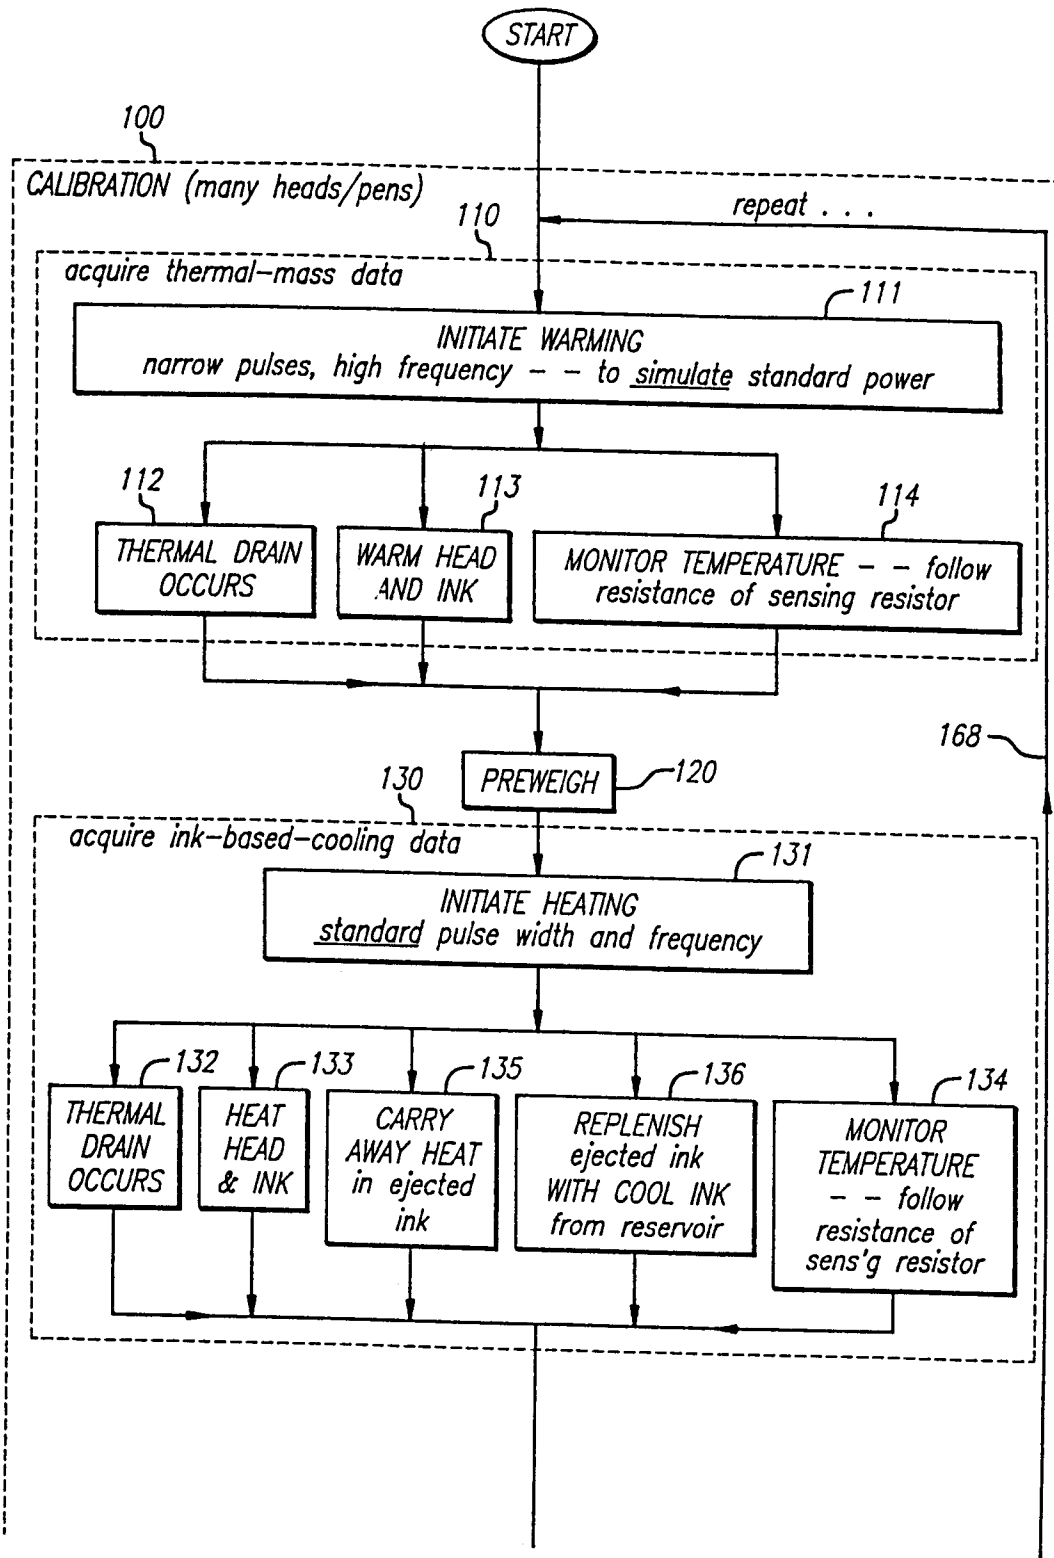 START
100
CALIBRATION (many heads/pens)
repeat . . .
110
acquire thermal-mass data
111
INITIATE WARMING
narrow pulses, high frequency - - to simulate standard power
112
113
114
THERMAL DRAIN
OCCURS
WARM HEAD
AND INK
MONITOR TEMPERATURE - - follow
resistance of sensing resistor
168
PREWEIGH
120
130
acquire ink-based-cooling data
131
INITIATE HEATING
standard pulse width and frequency
132
133
135
136
134
THERMAL
DRAIN
OCCURS
HEAT
HEAD
& INK
CARRY
AWAY HEAT
in ejected
ink
REPLENISH
ejected ink
WITH COOL INK
from reservoir
MONITOR
TEMPERATURE
- - follow
resistance of
sens'g resistor